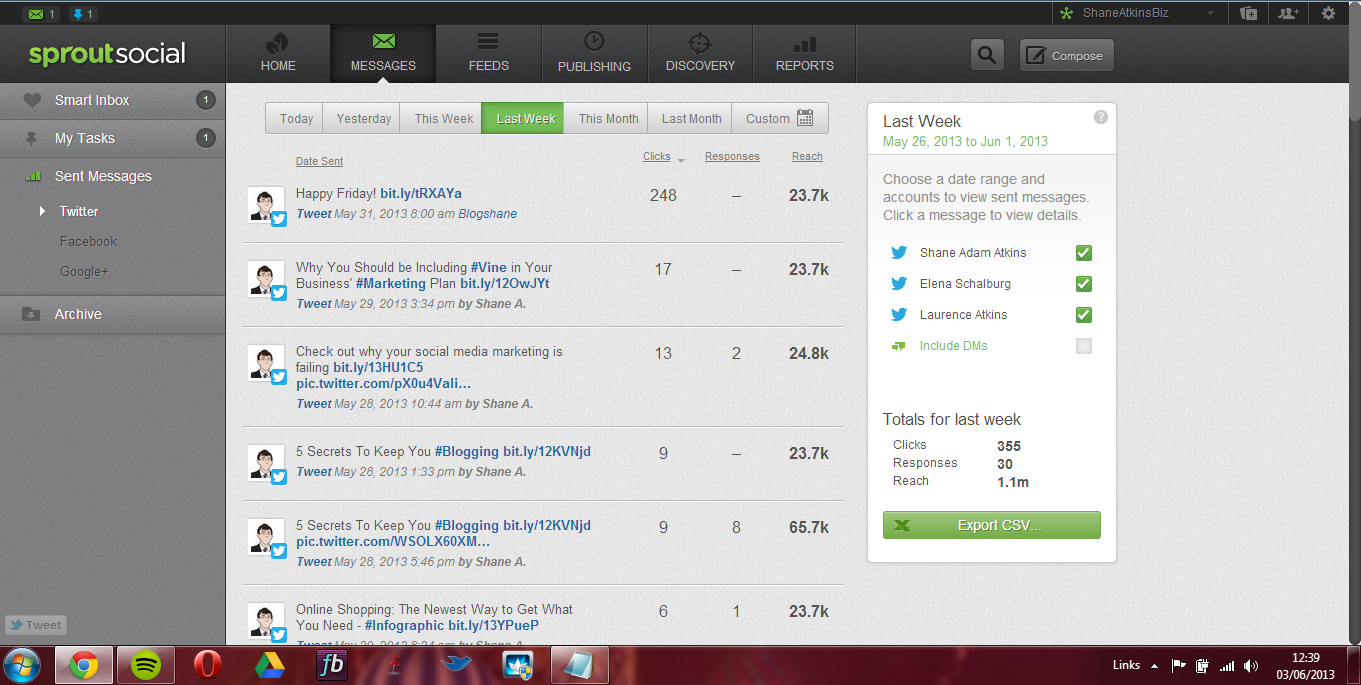 1 1 ShaneAtkinsBiz
sproutsocial
HOME MESSAGES FEEDS PUBLISHING DISCOVERY REPORTS Compose
Smart Inbox 1
My Tasks 1
Sent Messages
Twitter
Facebook
Google+
Archive
Today Yesterday This Week Last Week This Month Last Month Custom
Date Sent Clicks Responses Reach
Happy Friday! bit.ly/tRXAYa 248 – 23.7k
Tweet May 31, 2013 8:00 am Blogshane
Why You Should be Including #Vine in Your 17 – 23.7k
Business' #Marketing Plan bit.ly/12OwJYt
Tweet May 29, 2013 3:34 pm by Shane A.
Check out why your social media marketing is 13 2 24.8k
failing bit.ly/13HU1C5
pic.twitter.com/pX0u4Vali...
Tweet May 28, 2013 10:44 am by Shane A.
5 Secrets To Keep You #Blogging bit.ly/12KVNjd 9 – 23.7k
Tweet May 28, 2013 1:33 pm by Shane A.
5 Secrets To Keep You #Blogging bit.ly/12KVNjd 9 8 65.7k
pic.twitter.com/WSOLX60XM...
Tweet May 28, 2013 5:46 pm by Shane A.
Online Shopping: The Newest Way to Get What 6 1 23.7k
You Need - #Infographic bit.ly/13YPueP
Last Week ?
May 26, 2013 to Jun 1, 2013
Choose a date range and
accounts to view sent messages.
Click a message to view details.
Shane Adam Atkins
Elena Schalburg
Laurence Atkins
Include DMs
Totals for last week
Clicks 355
Responses 30
Reach 1.1m
Export CSV...
Tweet
fb
Links
12:39
03/06/2013